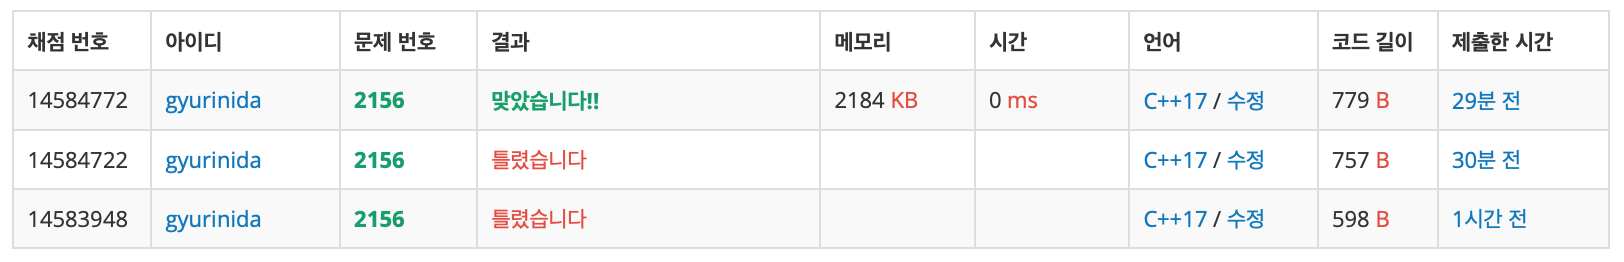 채점 번호 아이디 문제 번호 결과 메모리 시간 언어 코드 길이 제출한 시간
14584772 gyurinida 2156 맞았습니다!! 2184 KB 0 ms C++17 / 수정 779 B 29분 전
14584722 gyurinida 2156 틀렸습니다 C++17 / 수정 757 B 30분 전
14583948 gyurinida 2156 틀렸습니다 C++17 / 수정 598 B 1시간 전